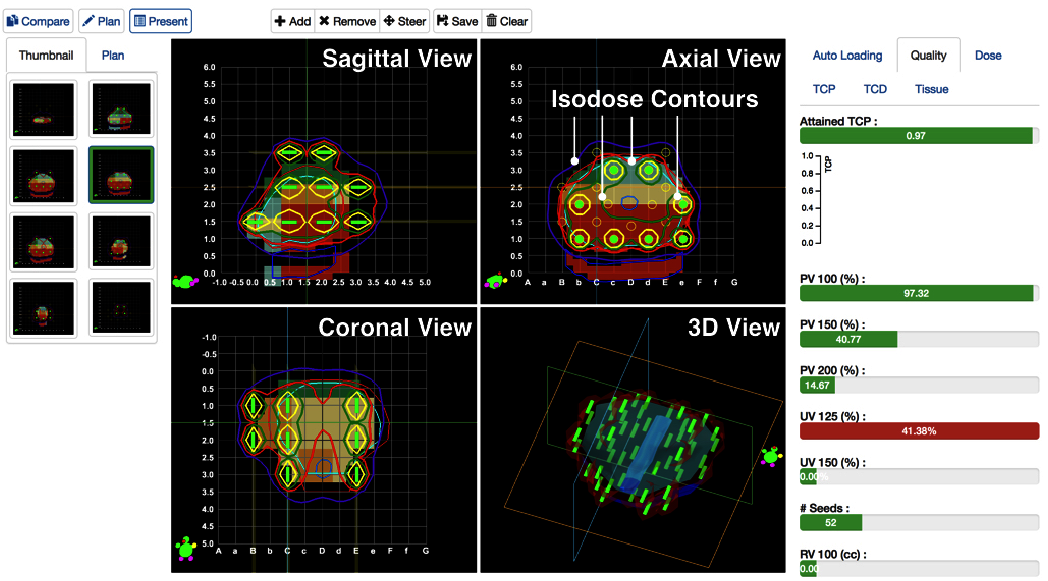 Compare Plan Present Add Remove Steer Save Clear
Thumbnail Plan
Sagittal View
6.0
5.5
5.0
4.5
4.0
3.5
3.0
2.5
2.0
1.5
1.0
0.5
0.0
-1.0 -0.5 0.0 0.5 1.0 1.5 2.0 2.5 3.0 3.5 4.0 4.5 5.0
Axial View
Isodose Contours
6.0
5.5
5.0
4.5
4.0
3.5
3.0
2.5
2.0
1.5
1.0
0.5
0.0
A a B b C c D d E e F G
Coronal View
-1.0
-0.5
0.0
0.5
1.0
1.5
2.0
2.5
3.0
3.5
4.0
4.5
5.0
A a B b C c D d E e F f G
3D View
Auto Loading Quality Dose
TCP TCD Tissue
Attained TCP :
0.97
TCP
1.0
0.8
0.6
0.4
0.2
0.0
PV 100 (%) :
97.32
PV 150 (%) :
40.77
PV 200 (%) :
14.67
UV 125 (%) :
41.38%
UV 150 (%) :
0.00%
# Seeds :
52
RV 100 (cc) :
0.00